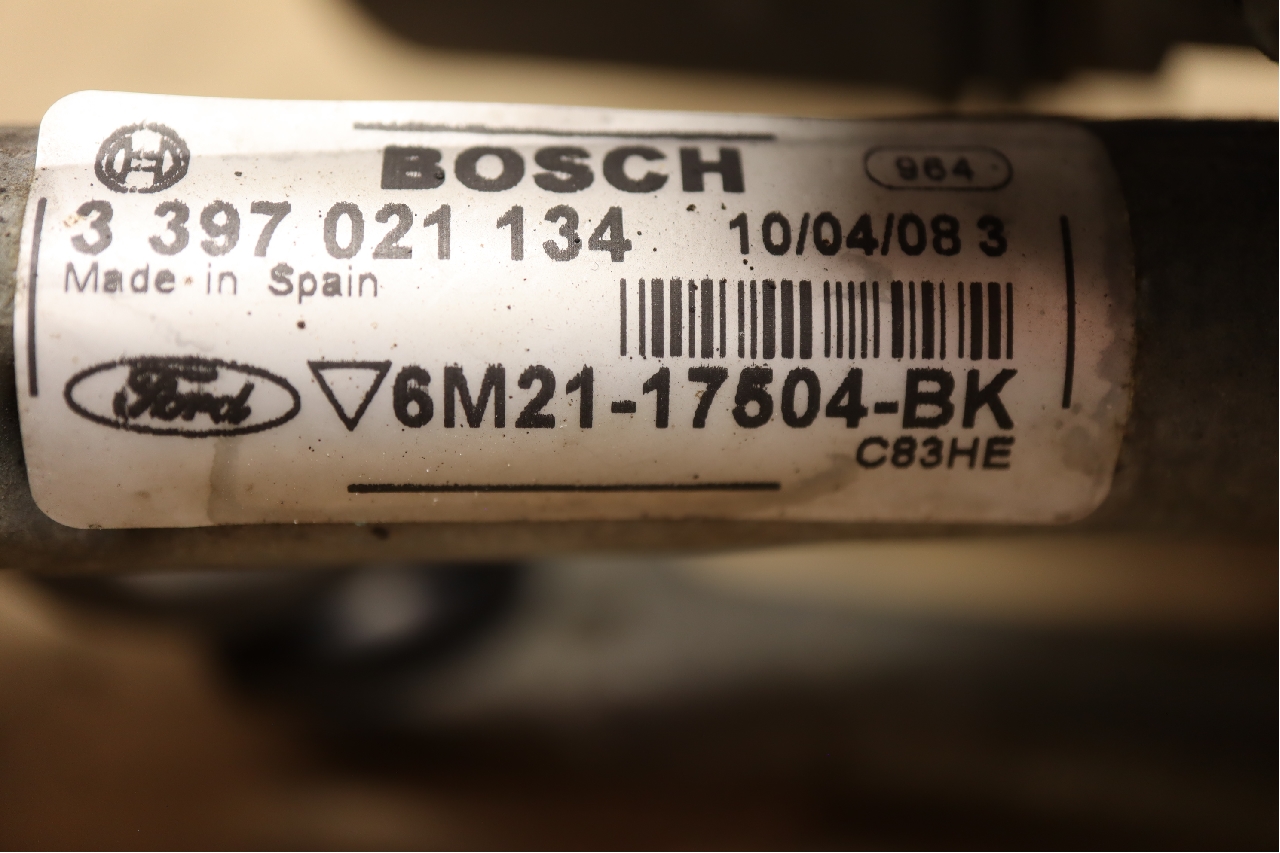 BOSCH 964
3 397 021 134 10/04/08 3
Made in Spain
Ford 6M21-17504-BK
C83HE